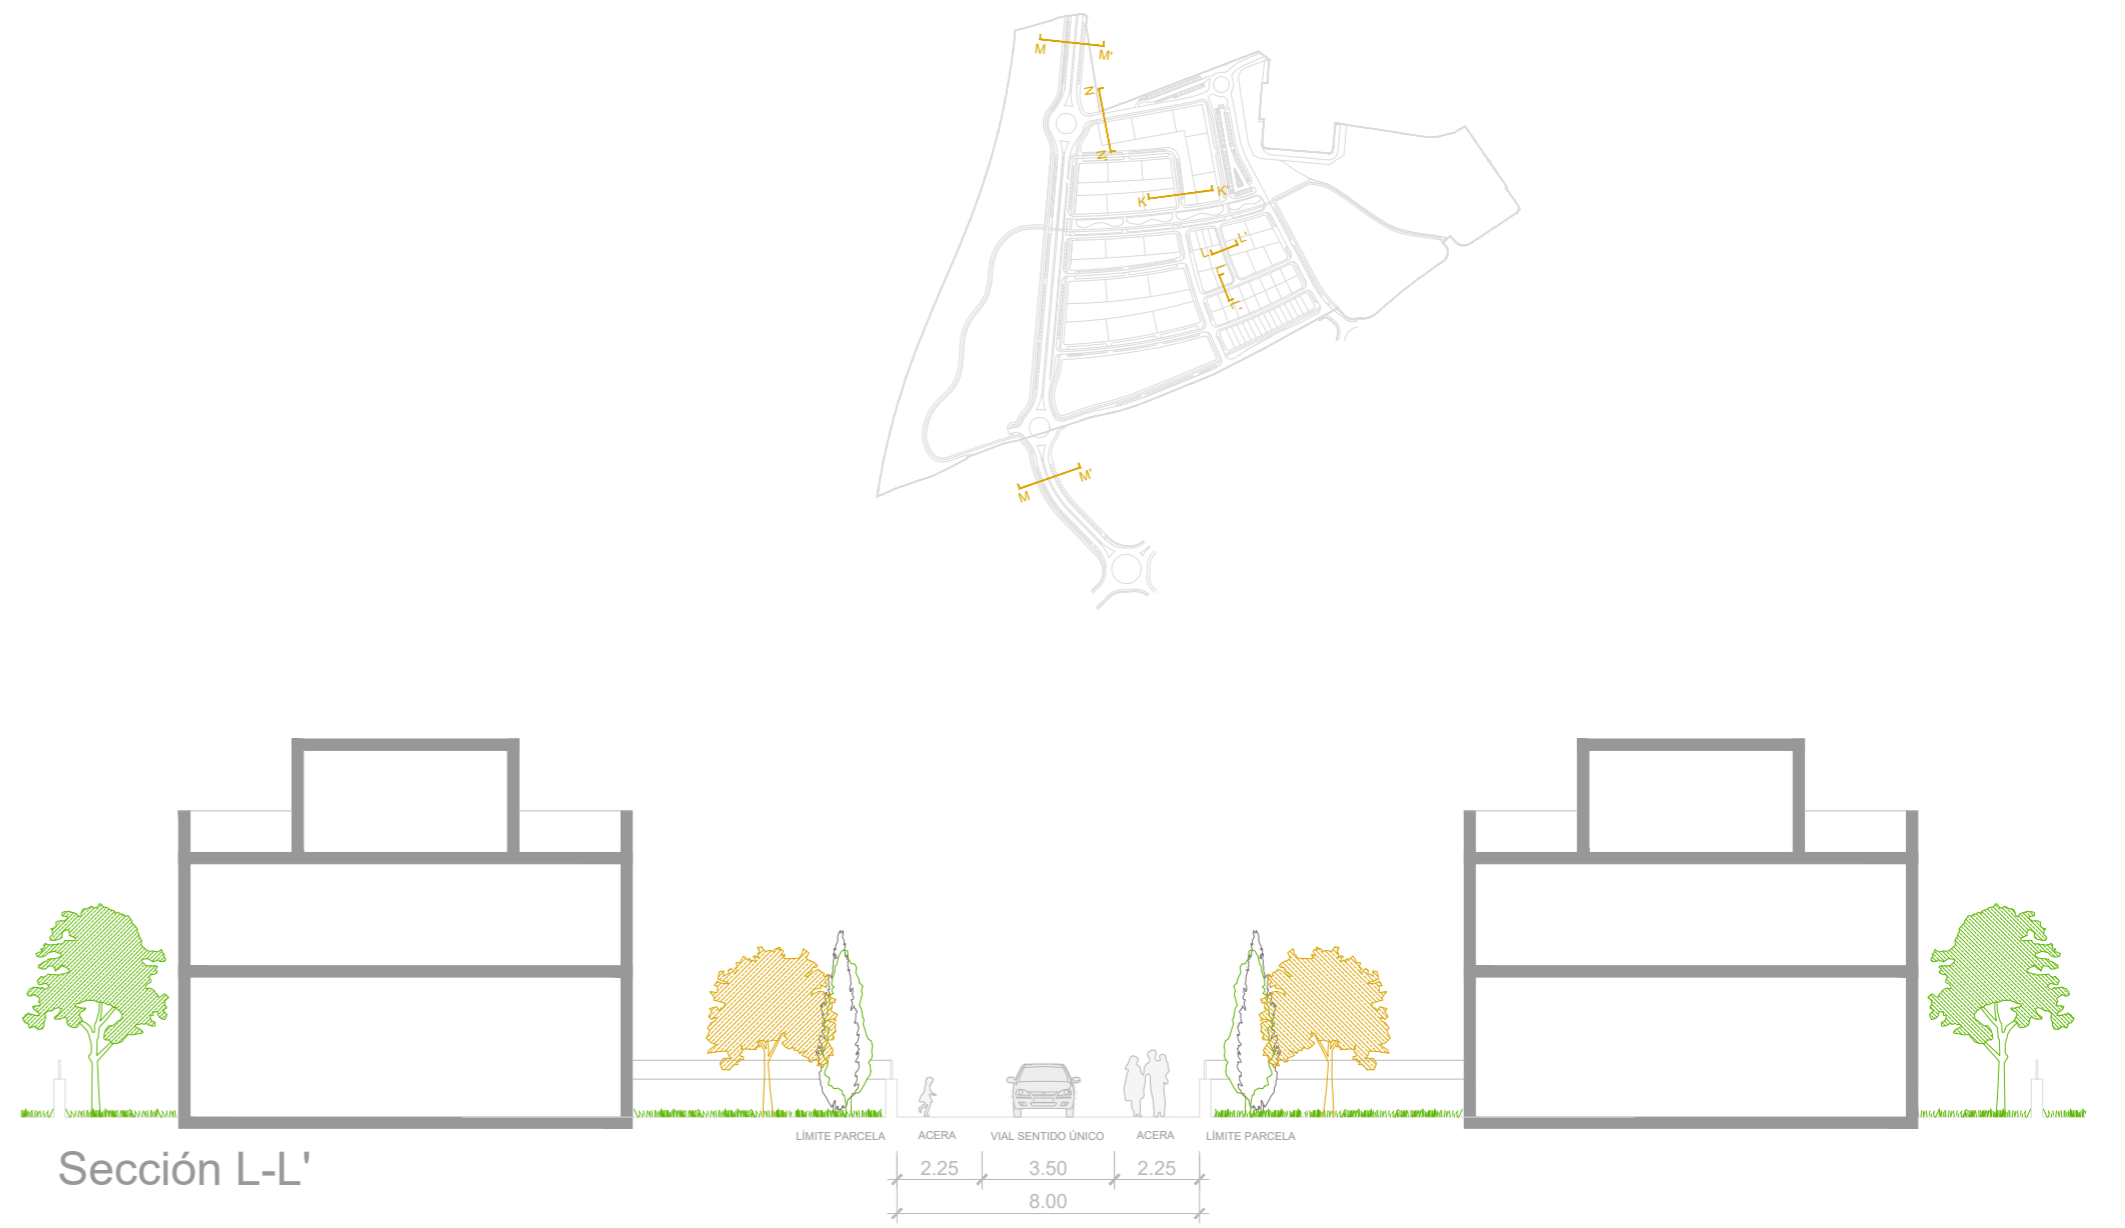 M
M'
N
N'
K
K'
L
L'
L
L'
M
M'
LÍMITE PARCELA
ACERA
VIAL SENTIDO ÚNICO
ACERA
LÍMITE PARCELA
Sección L-L'
2.25
3.50
2.25
8.00